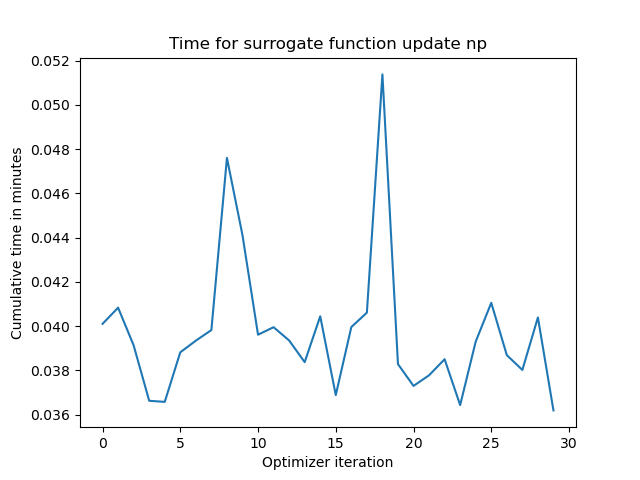 Time for surrogate function update np
Cumulative time in minutes
0.052
0.050
0.048
0.046
0.044
0.042
0.040
0.038
0.036
0 5 10 15 20 25 30
Optimizer iteration